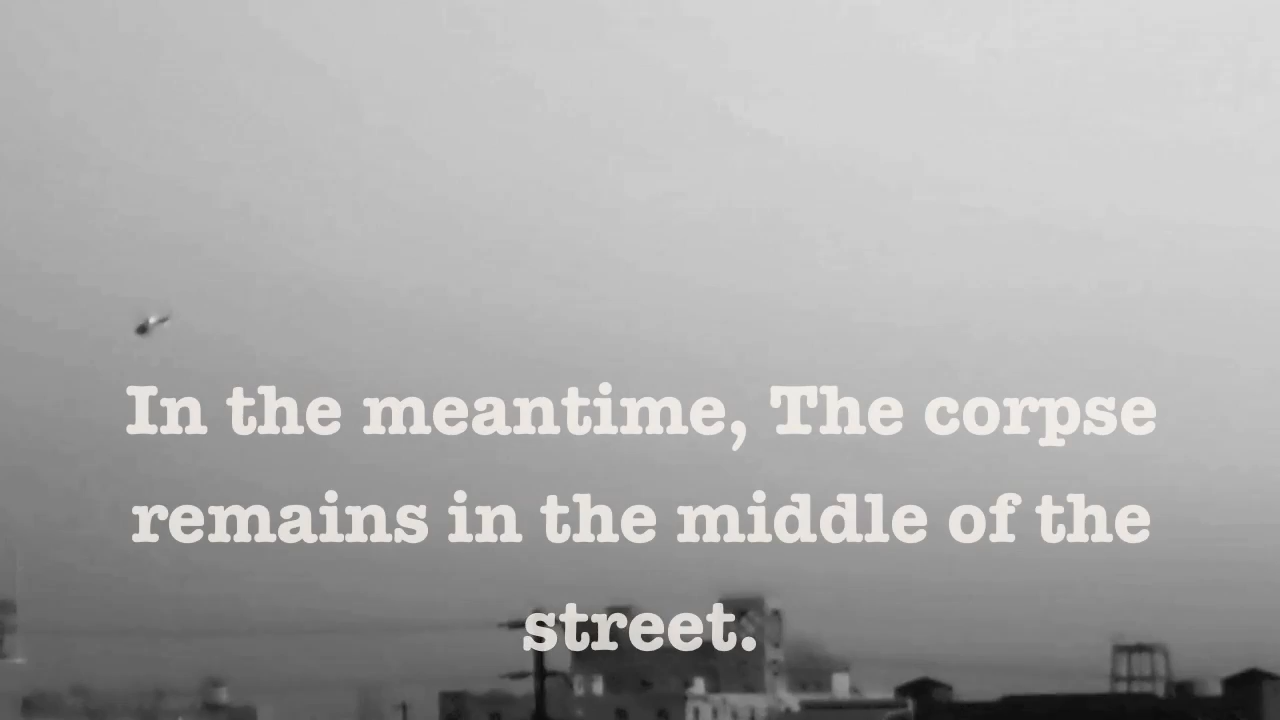 In the meantime, The corpse
remains in the middle of the
street.